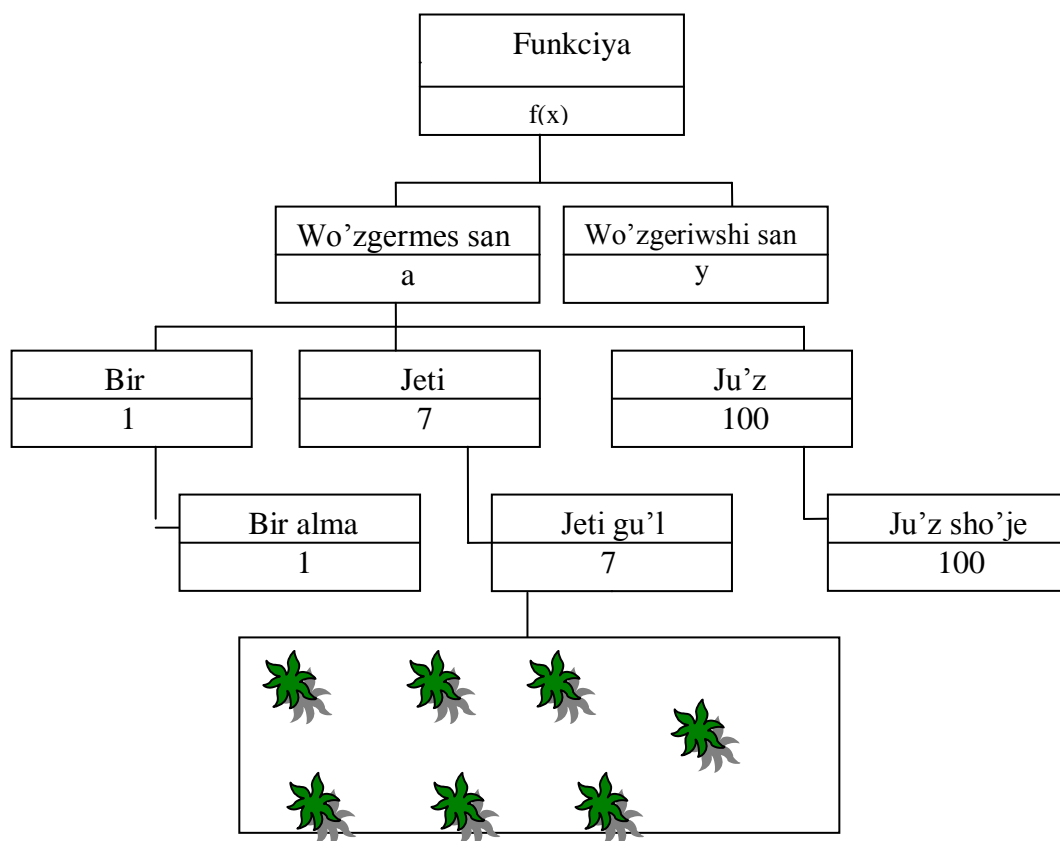 Funkciya
f(x)
Wo’zgermes san
a
Wo’zgeriwshi san
y
Bir
1
Jeti
7
Ju’z
100
Bir alma
1
Jeti gu’l
7
Ju’z sho’je
100